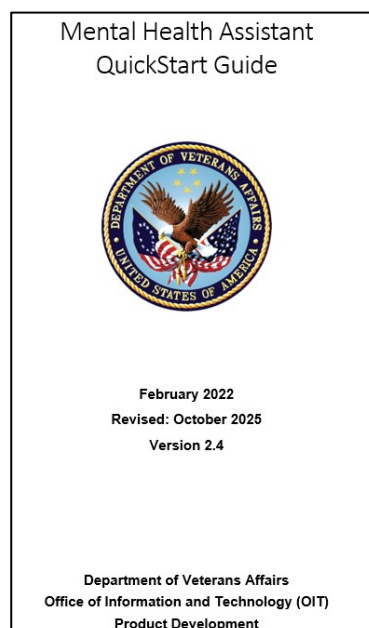 Mental Health Assistant
QuickStart Guide
DEPARTMENT OF VETERANS AFFAIRS
UNITED STATES OF AMERICA
February 2022
Revised: October 2025
Version 2.4
Department of Veterans Affairs
Office of Information and Technology (OIT)
Product Development